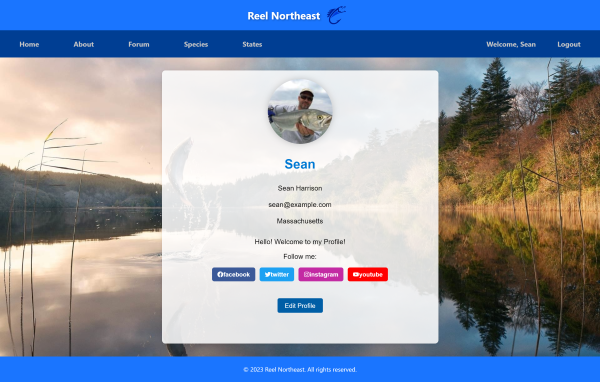 Reel Northeast
Home About Forum Species States Welcome, Sean Logout
Sean
Sean Harrison
sean@example.com
Massachusetts
Hello! Welcome to my Profile!
Follow me:
facebook twitter instagram youtube
Edit Profile
© 2023 Reel Northeast. All rights reserved.